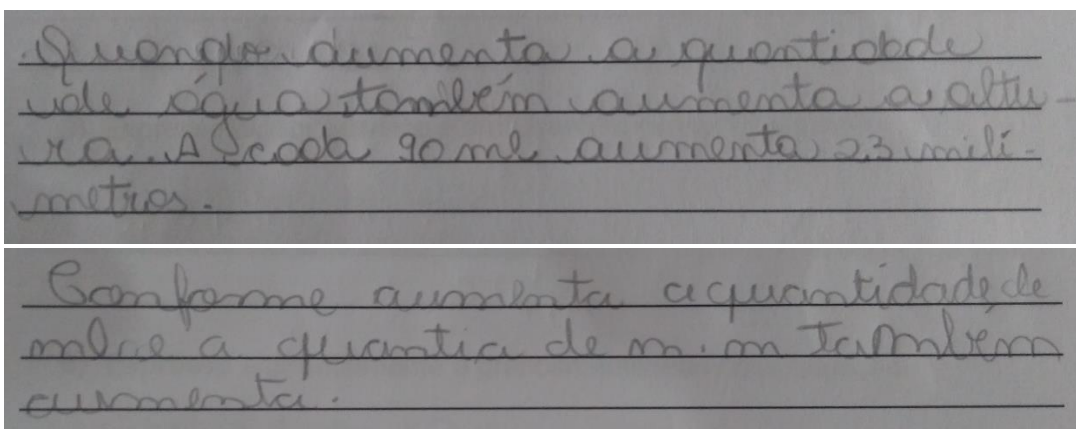 Quando aumenta a quantidade
de água também aumenta a altu-
ra. A cada 90 ml aumenta 2,3 milí-
metros.
Conforme aumenta a quantidade de
ml a quantia de m.m também
aumenta.